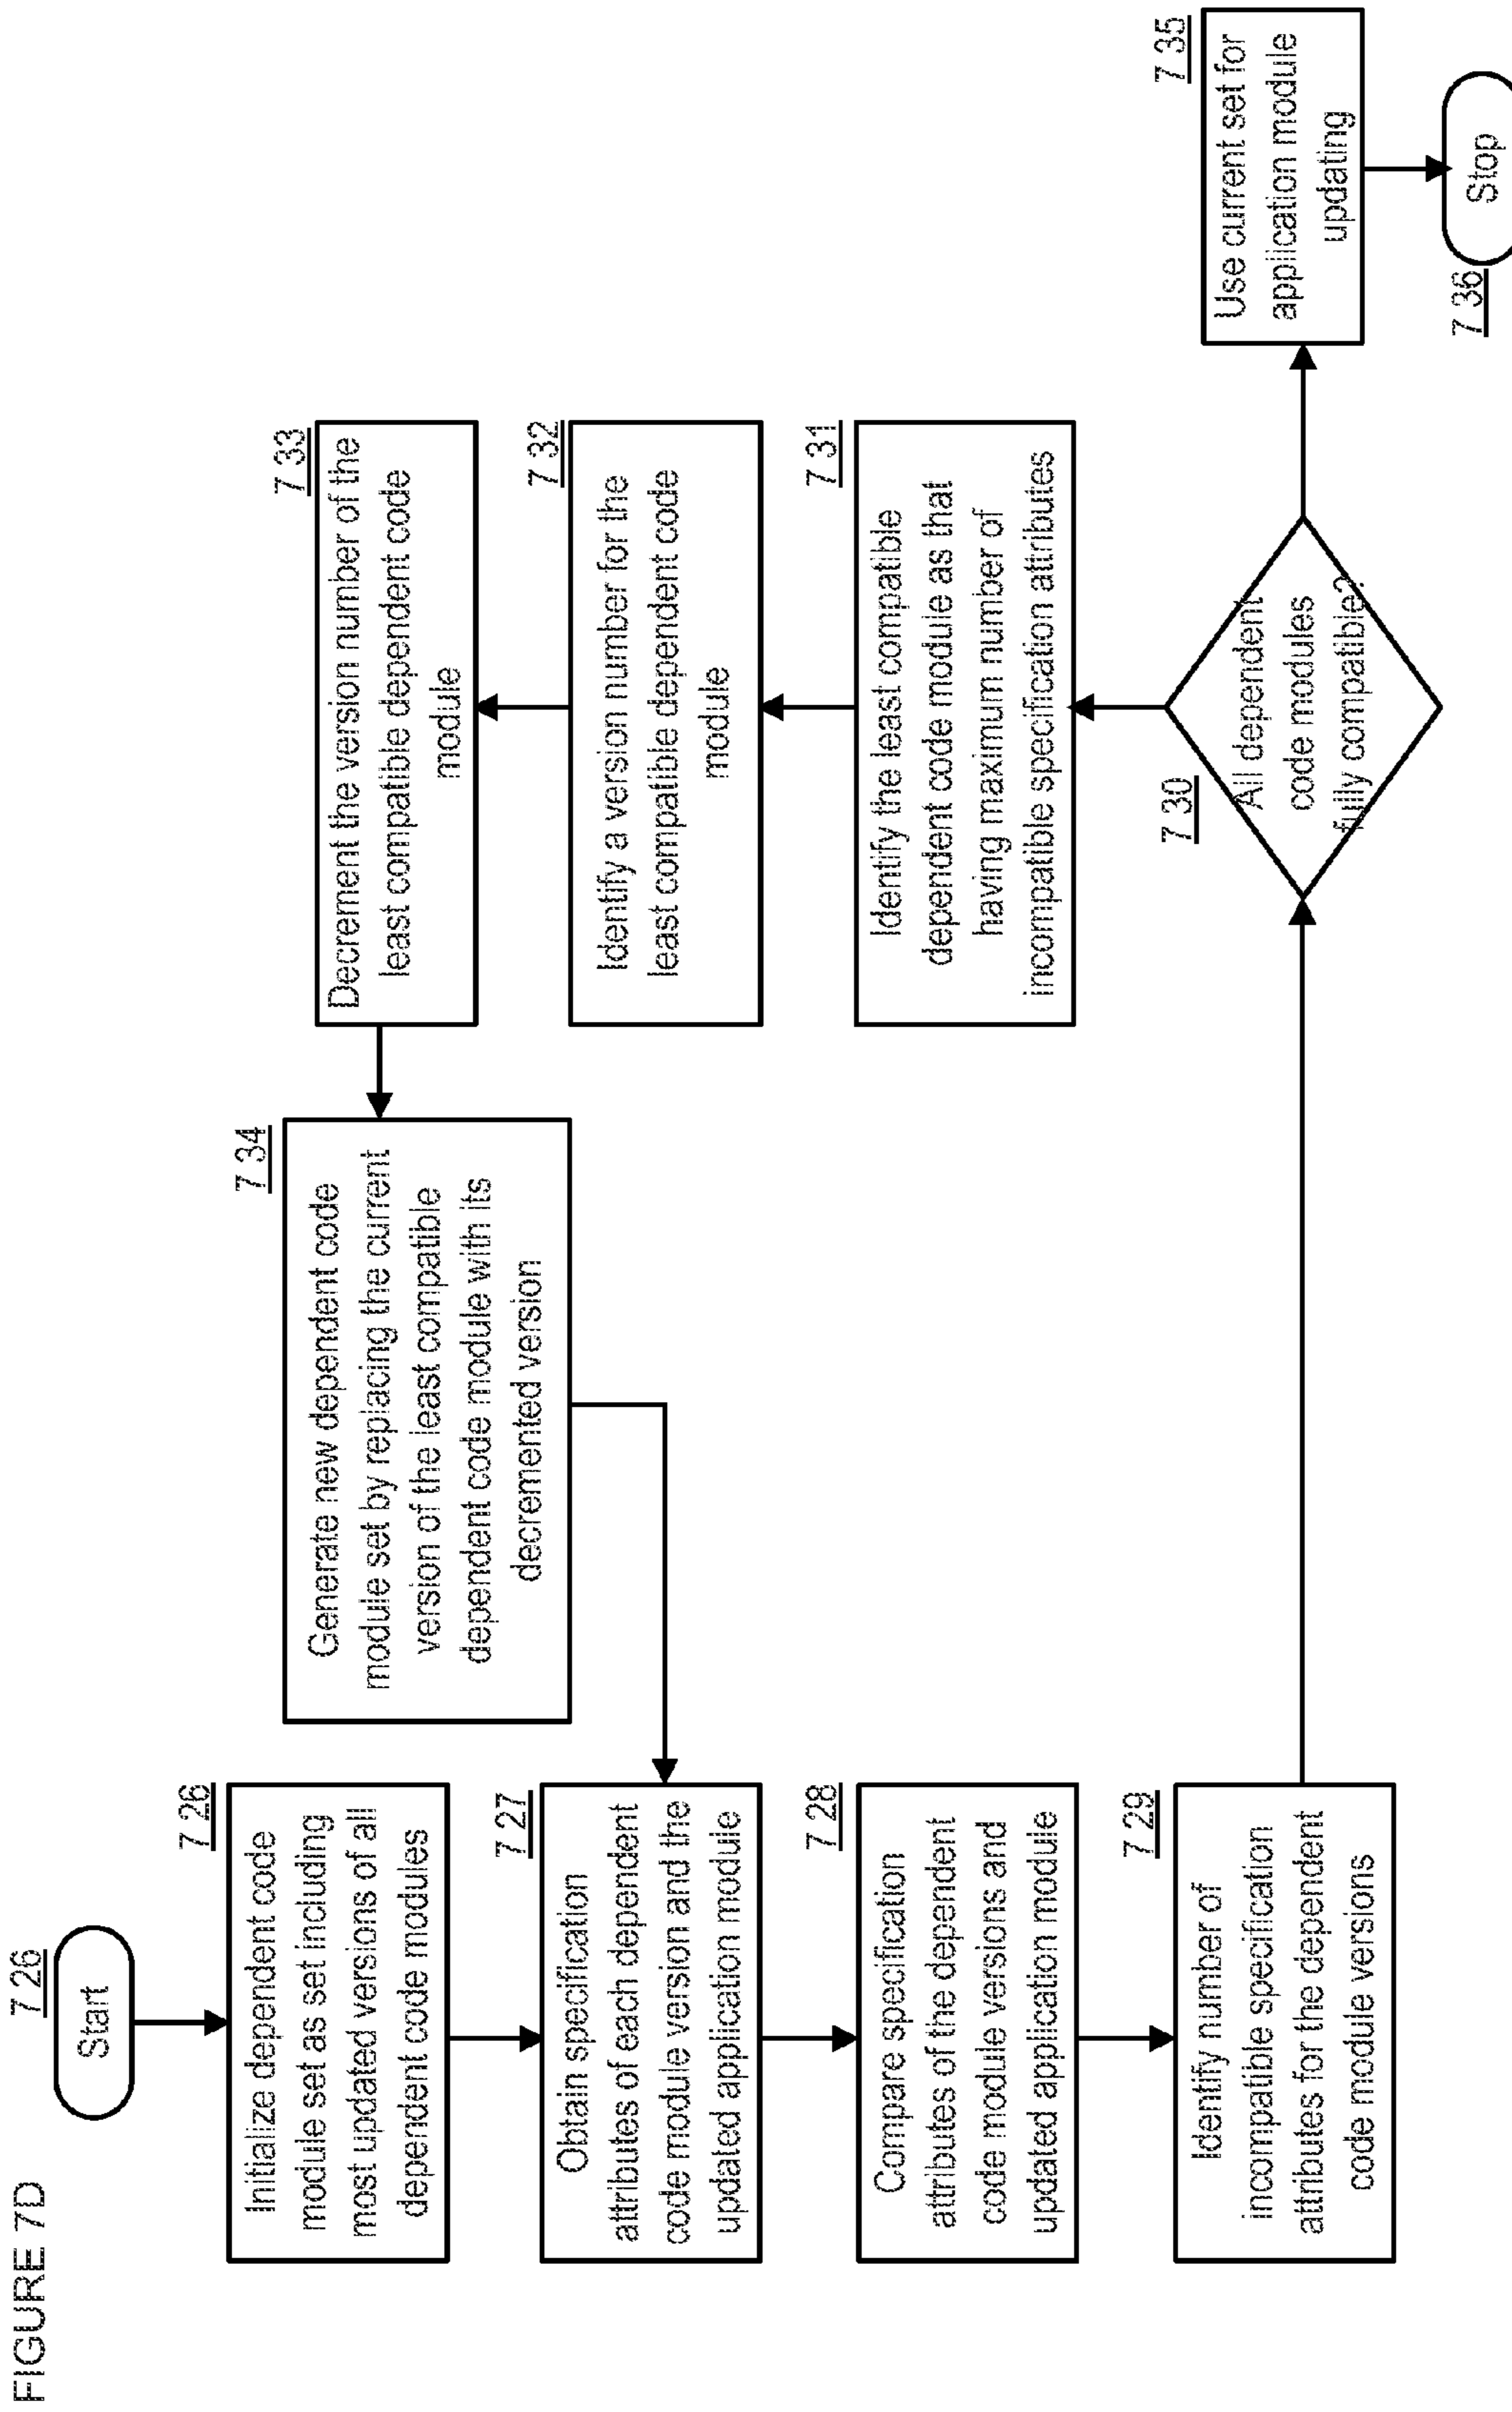 FIGURE 7D
7 26
Start
7 26
Initialize dependent code
module set as set including
most updated versions of all
dependent code modules
7 27
Obtain specification
attributes of each dependent
code module version and the
updated application module
7 28
Compare specification
attributes of the dependent
code module versions and
updated application module
7 29
Identify number of
incompatible specification
attributes for the dependent
code module versions
7 30
All dependent
code modules
fully compatible?
7 31
Identify the least compatible
dependent code module as that
having maximum number of
incompatible specification attributes
7 32
Identify a version number for the
least compatible dependent code
module
7 33
Decrement the version number of the
least compatible dependent code
module
7 34
Generate new dependent code
module set by replacing the current
version of the least compatible
dependent code module with its
decremented version
7 35
Use current set for
application module
updating
7 36
Stop